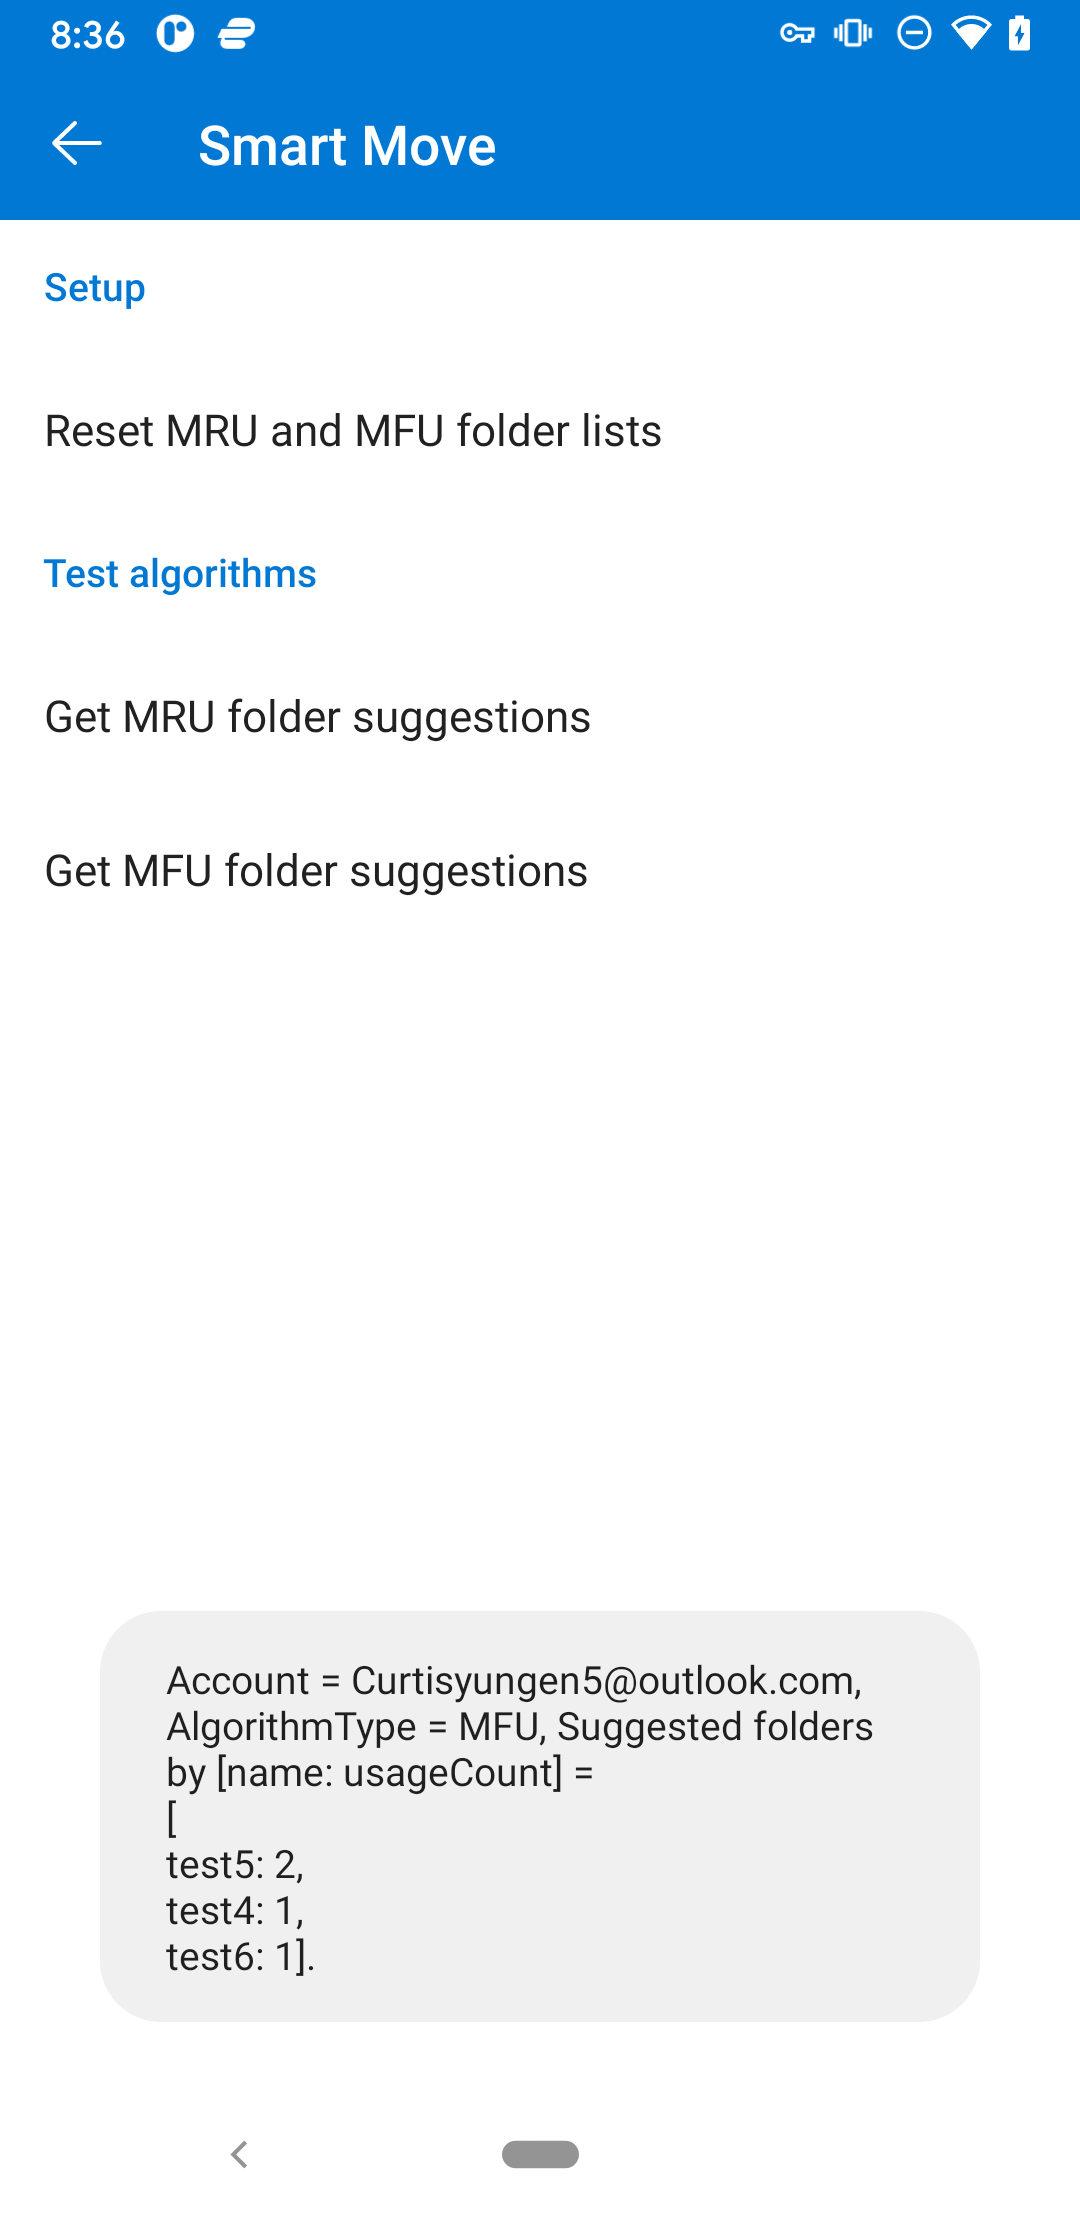 8:36
Smart Move
Setup
Reset MRU and MFU folder lists
Test algorithms
Get MRU folder suggestions
Get MFU folder suggestions
Account = Curtisyungen5@outlook.com,
AlgorithmType = MFU, Suggested folders
by [name: usageCount] =
[
test5: 2,
test4: 1,
test6: 1].